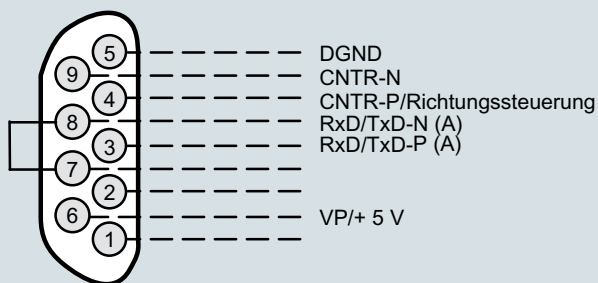 5 DGND
9 CNTR-N
4 CNTR-P/Richtungssteuerung
8 RxD/TxD-N (A)
3 RxD/TxD-P (A)
7
2
6 VP/+ 5 V
1